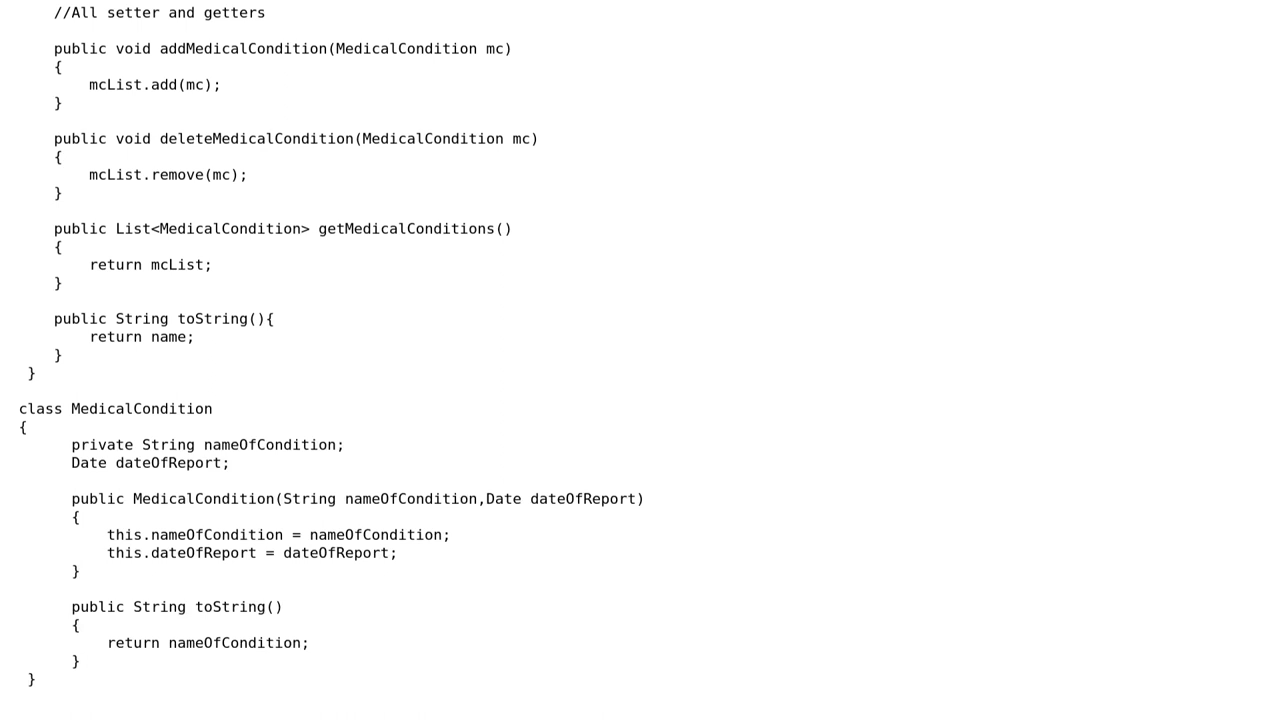 //All setter and getters
public void addMedicalCondition(MedicalCondition mc)
{
mcList.add(mc);
}
public void deleteMedicalCondition(MedicalCondition mc)
{
mcList.remove(mc);
}
public List<MedicalCondition> getMedicalConditions()
{
return mcList;
}
public String toString(){
return name;
}
}
class MedicalCondition
{
private String nameOfCondition;
Date dateOfReport;
public MedicalCondition(String nameOfCondition,Date dateOfReport)
{
this.nameOfCondition = nameOfCondition;
this.dateOfReport = dateOfReport;
}
public String toString()
{
return nameOfCondition;
}
}